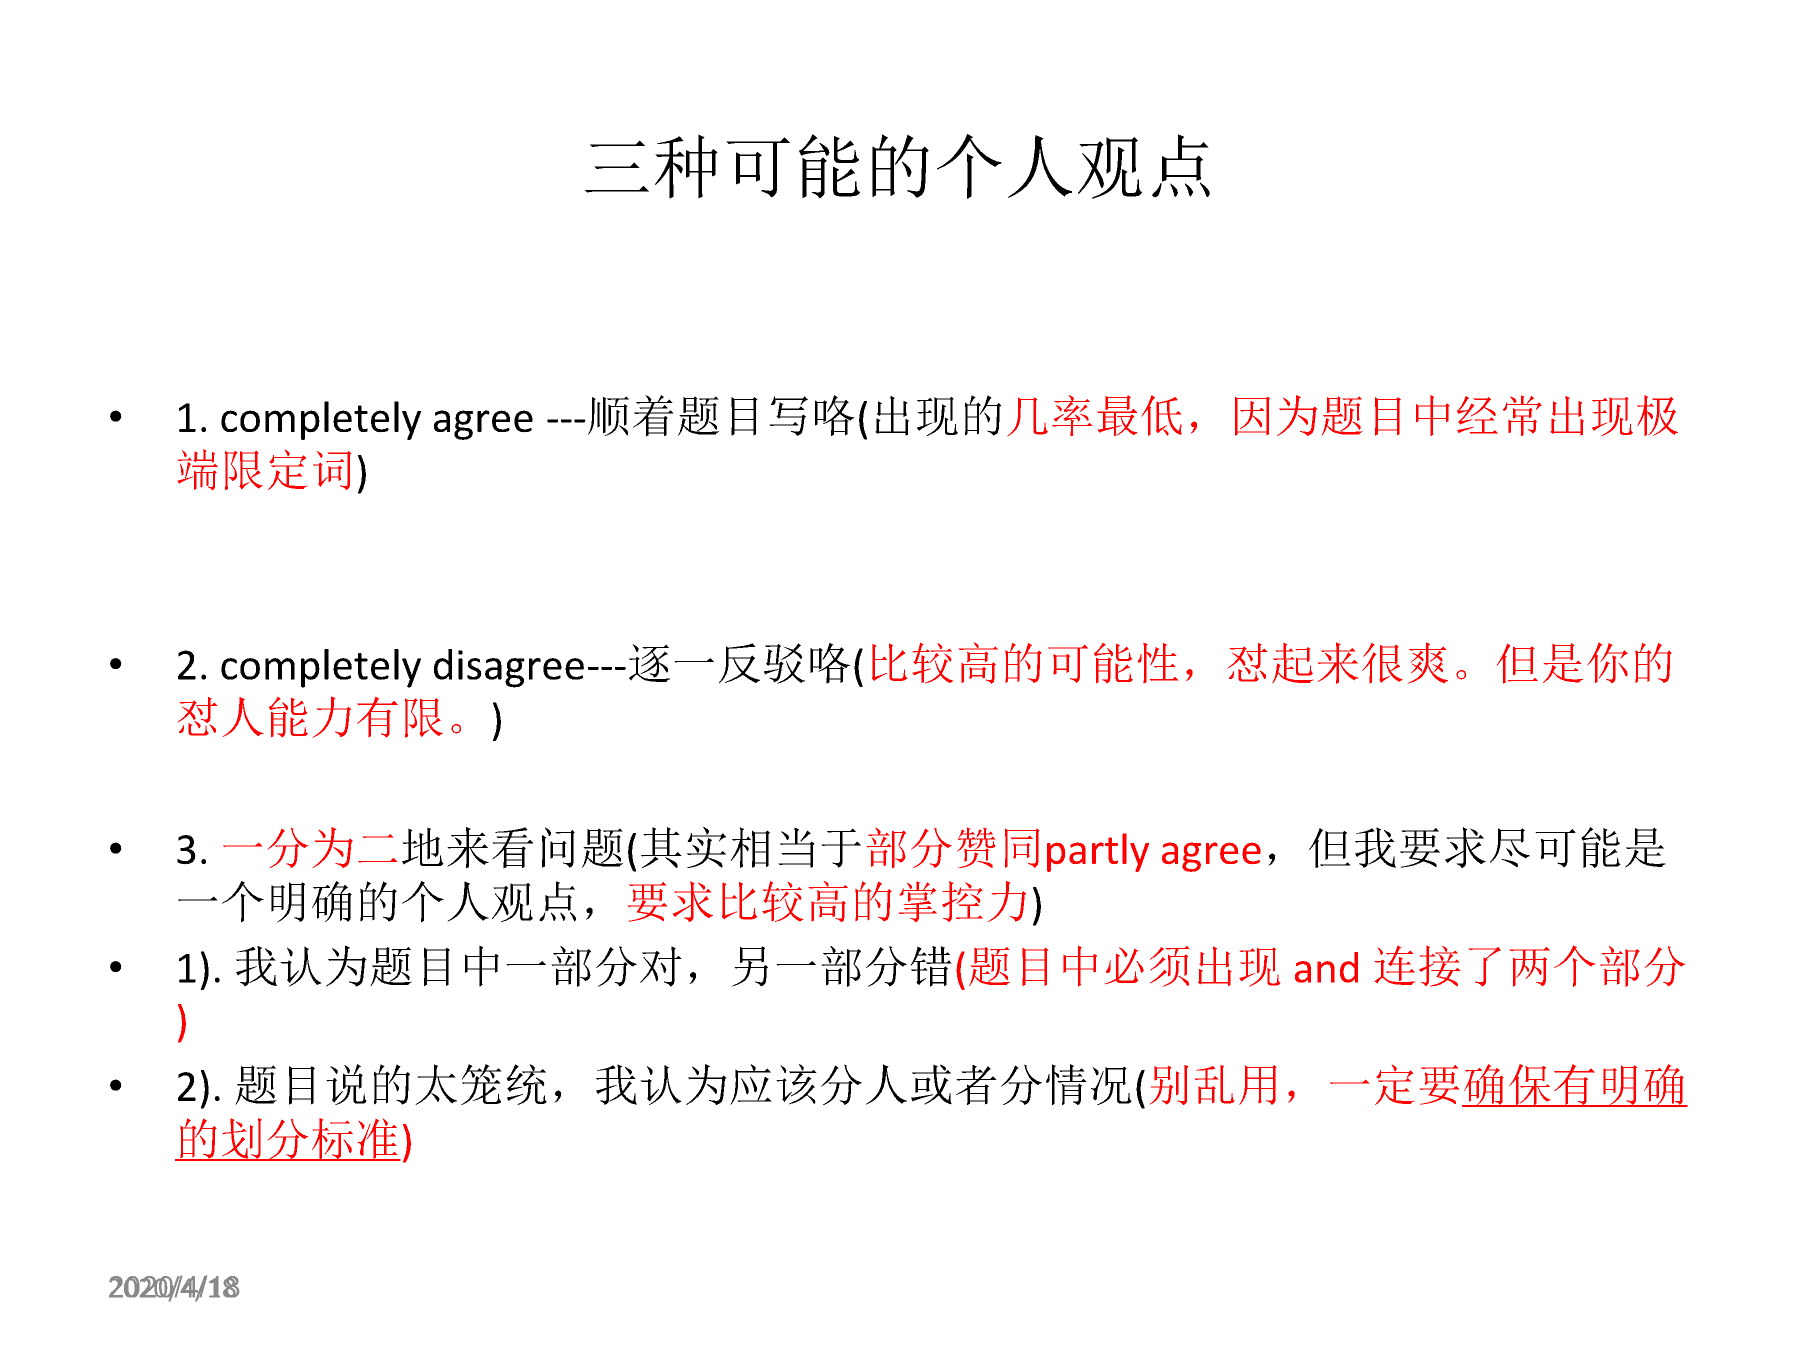 三种可能的个人观点
• 1. completely agree ---顺着题目写咯(出现的几率最低，因为题目中经常出现极
端限定词)
• 2. completely disagree---逐一反驳咯(比较高的可能性，怼起来很爽。但是你的
怼人能力有限。)
• 3. 一分为二地来看问题(其实相当于部分赞同partly agree，但我要求尽可能是
一个明确的个人观点，要求比较高的掌控力)
• 1). 我认为题目中一部分对，另一部分错(题目中必须出现 and 连接了两个部分
)
• 2). 题目说的太笼统，我认为应该分人或者分情况(别乱用，一定要确保有明确
的划分标准)
2020/4/18